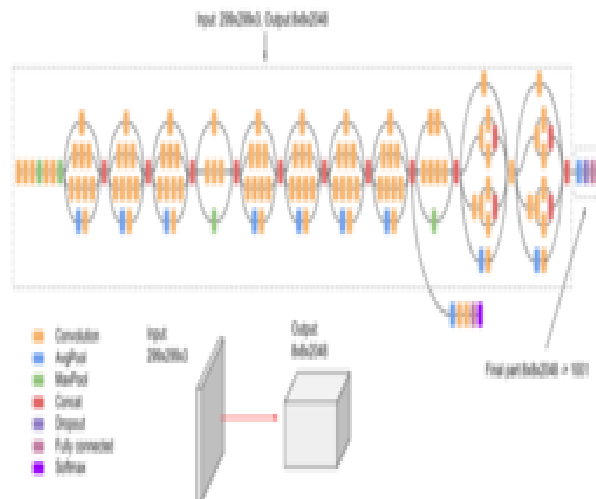 Input: 299x299x3, Output:8x8x2048
Convolution
AvgPool
MaxPool
Concat
Dropout
Fully connected
Softmax
Input
299x299x3
Output
8x8x2048
Final part:8x8x2048 -> 1001